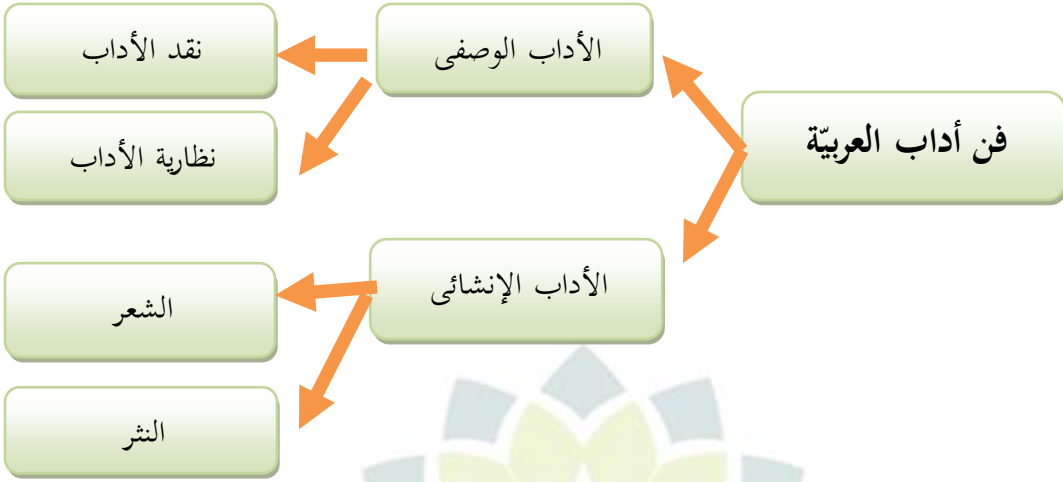 فن أداب العربيّة
الأداب الوصفى
نقد الأداب
نظارية الأداب
الأداب الإنشائى
الشعر
النثر